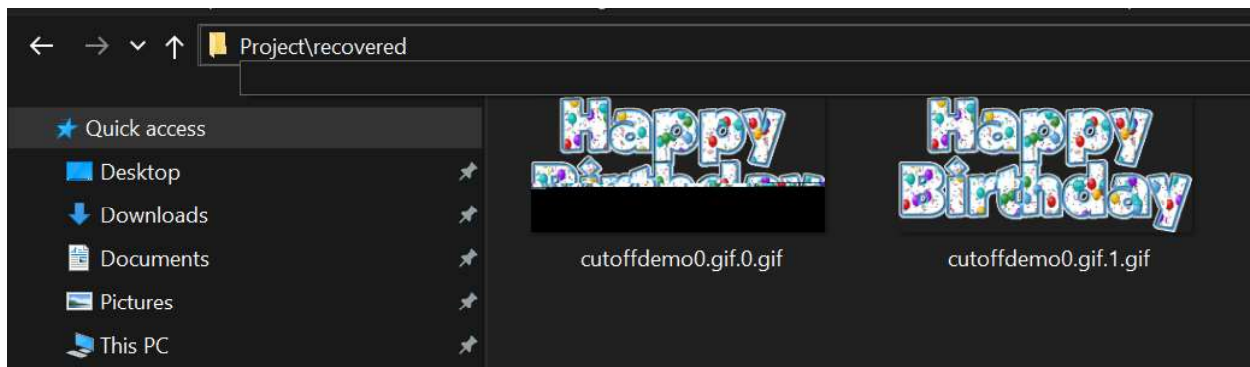 Project\recovered
Quick access
Desktop
Downloads
Documents
Pictures
This PC
Happy
Birthday
cutoffdemo0.gif.0.gif
Happy
Birthday
cutoffdemo0.gif.1.gif